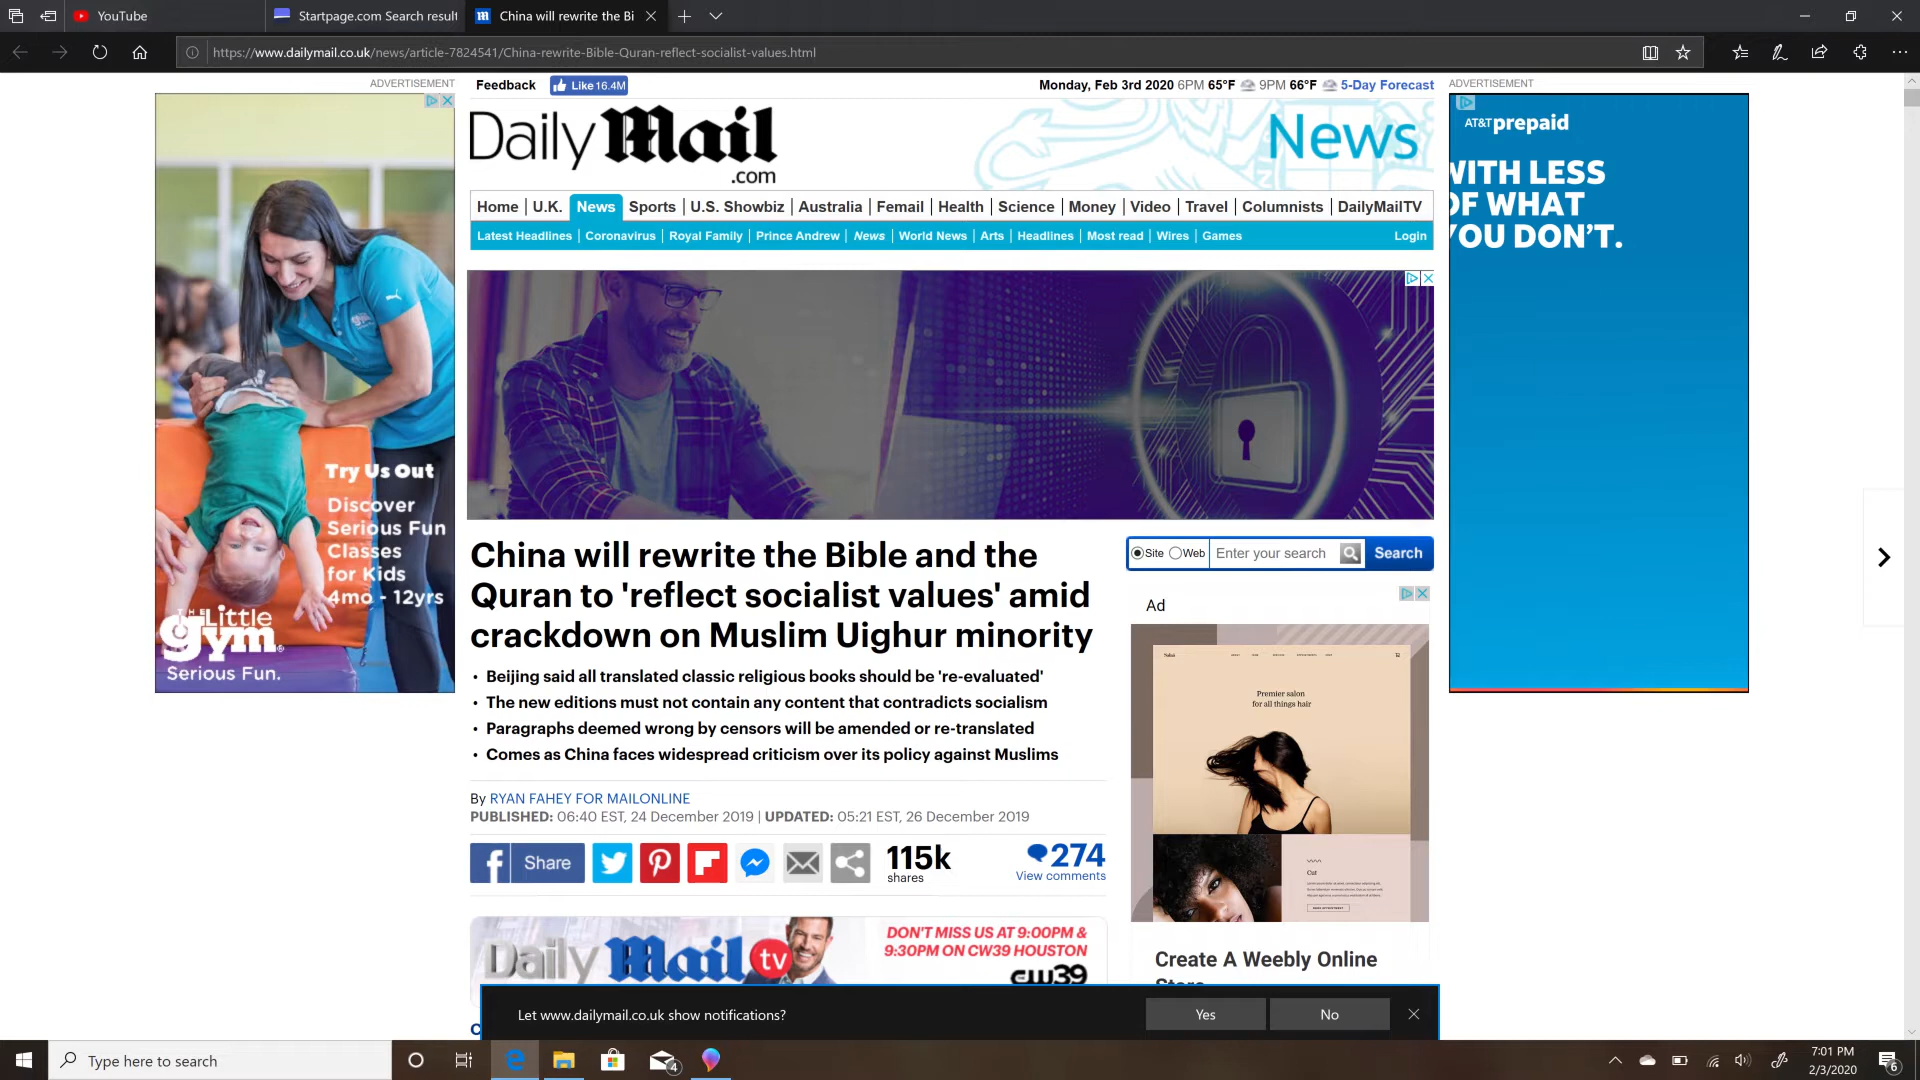 YouTube
Startpage.com Search result
China will rewrite the Bi
https://www.dailymail.co.uk/news/article-7824541/China-rewrite-Bible-Quran-reflect-socialist-values.html
ADVERTISEMENT
Feedback
Like 16.4M
Monday, Feb 3rd 2020 6PM 65°F 9PM 66°F 5-Day Forecast
ADVERTISEMENT
Daily Mail
.com
News
Home U.K. News Sports U.S. Showbiz Australia Femail Health Science Money Video Travel Columnists DailyMailTV
Latest Headlines Coronavirus Royal Family Prince Andrew News World News Arts Headlines Most read Wires Games Login
AT&T prepaid
WITH LESS
OF WHAT
YOU DON'T.
Try Us Out
Discover
Serious Fun
Classes
for Kids
4mo - 12yrs
THE Little
gym
Serious Fun.
China will rewrite the Bible and the
Quran to 'reflect socialist values' amid
crackdown on Muslim Uighur minority
• Beijing said all translated classic religious books should be 're-evaluated'
• The new editions must not contain any content that contradicts socialism
• Paragraphs deemed wrong by censors will be amended or re-translated
• Comes as China faces widespread criticism over its policy against Muslims
By RYAN FAHEY FOR MAILONLINE
PUBLISHED: 06:40 EST, 24 December 2019 | UPDATED: 05:21 EST, 26 December 2019
Share
115k
shares
274
View comments
Site Web Enter your search Search
Ad
Premier salon
for all things hair
Cut
Create A Weekly Online
Store
Daily Mail tv
DON'T MISS US AT 9:00PM &
9:30PM ON CW39 HOUSTON
CW39
Let www.dailymail.co.uk show notifications?
Yes
No
Type here to search
4
7:01 PM
2/3/2020
6